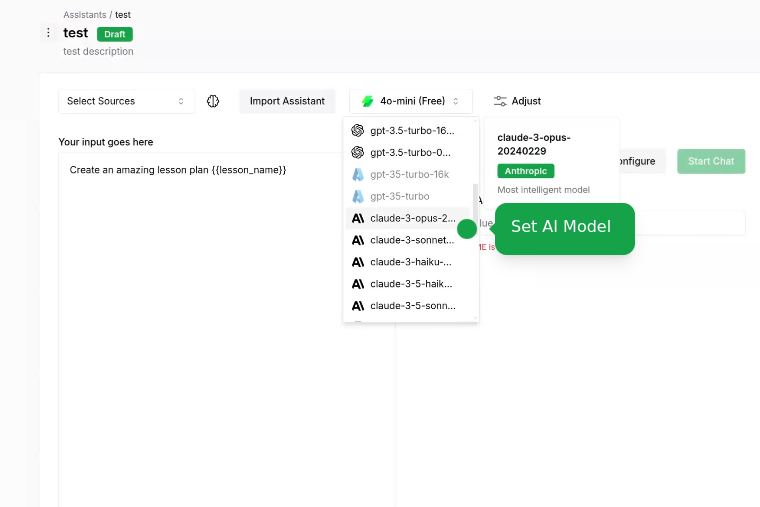 Assistants / test
test Draft
test description
Select Sources
Import Assistant
4o-mini (Free)
Adjust
Your input goes here
Create an amazing lesson plan {{lesson_name}}
gpt-3.5-turbo-16...
gpt-3.5-turbo-0...
gpt-35-turbo-16k
gpt-35-turbo
claude-3-opus-2...
claude-3-sonnet...
claude-3-haiku-...
claude-3-5-haik...
claude-3-5-sonn...
claude-3-opus-
20240229
Anthropic
Most intelligent model
onfigure
Start Chat
Set AI Model